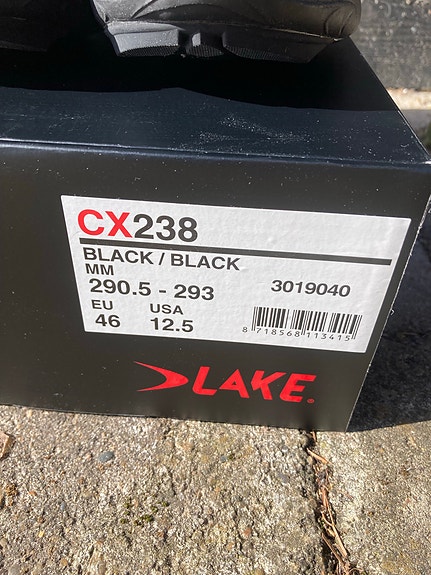 CX238
BLACK / BLACK
MM
290.5 - 293
3019040
EU USA
46 12.5
8 718568 113415
LAKE®